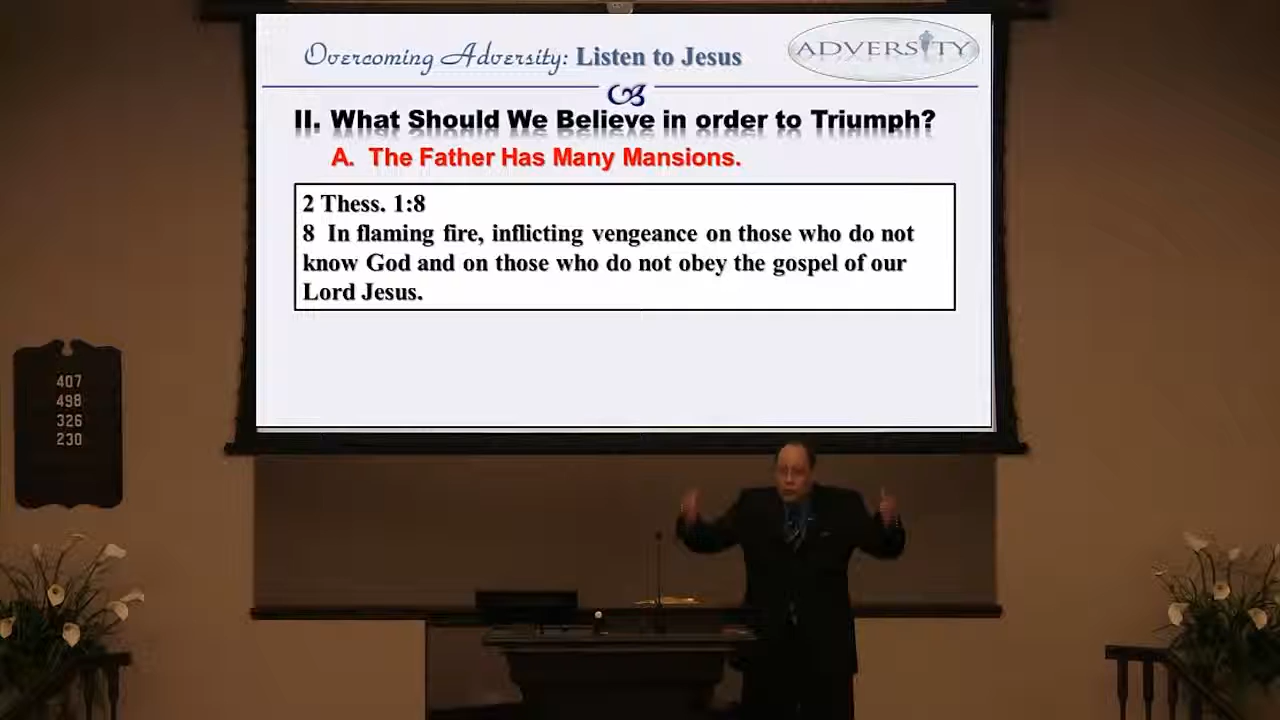 Overcoming Adversity: Listen to Jesus
ADVERSITY
II. What Should We Believe in order to Triumph?
A. The Father Has Many Mansions.
2 Thess. 1:8
8 In flaming fire, inflicting vengeance on those who do not
know God and on those who do not obey the gospel of our
Lord Jesus.
407
498
326
230